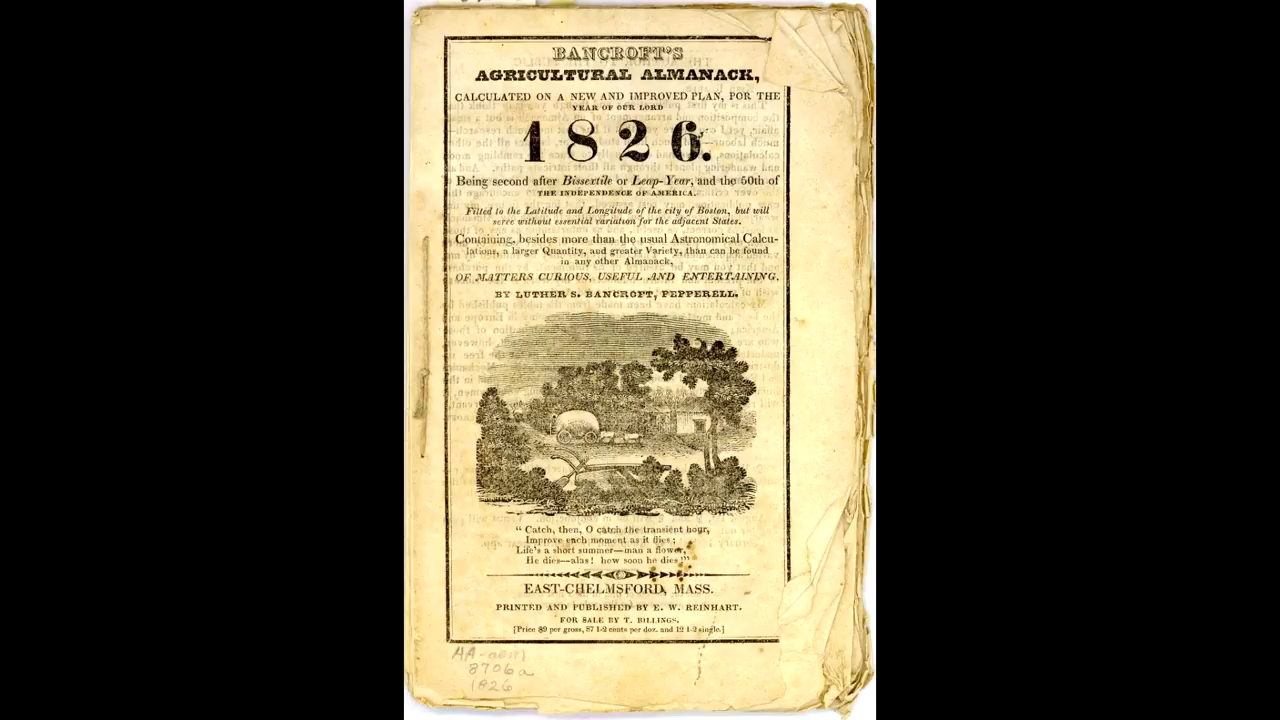 BANCROFT'S
AGRICULTURAL ALMANACK,
CALCULATED ON A NEW AND IMPROVED PLAN, FOR THE
YEAR OF OUR LORD
1826.
Being second after Bissextile or Leap-Year, and the 50th of
THE INDEPENDENCE OF AMERICA.
Fitted to the Latitude and Longitude of the city of Boston, but will
serve without essential variation for the adjacent States.
Containing, besides more than the usual Astronomical Calcu-
lations, a larger Quantity, and greater Variety, than can be found
in any other Almanack,
OF MATTERS CURIOUS, USEFUL AND ENTERTAINING.
BY LUTHER S. BANCROFT, PEPPERELL.
"Catch, then, O catch the transient hour,
Improve each moment as it flies;
Life's a short summer—man a flower,
He dies—alas! how soon he dies!"
EAST-CHELMSFORD, MASS.
PRINTED AND PUBLISHED BY E. W. REINHART.
FOR SALE BY T. BILLINGS.
[Price $9 per gross, 87 1-2 cents per doz. and 12 1-2 single.]
8706a
1826